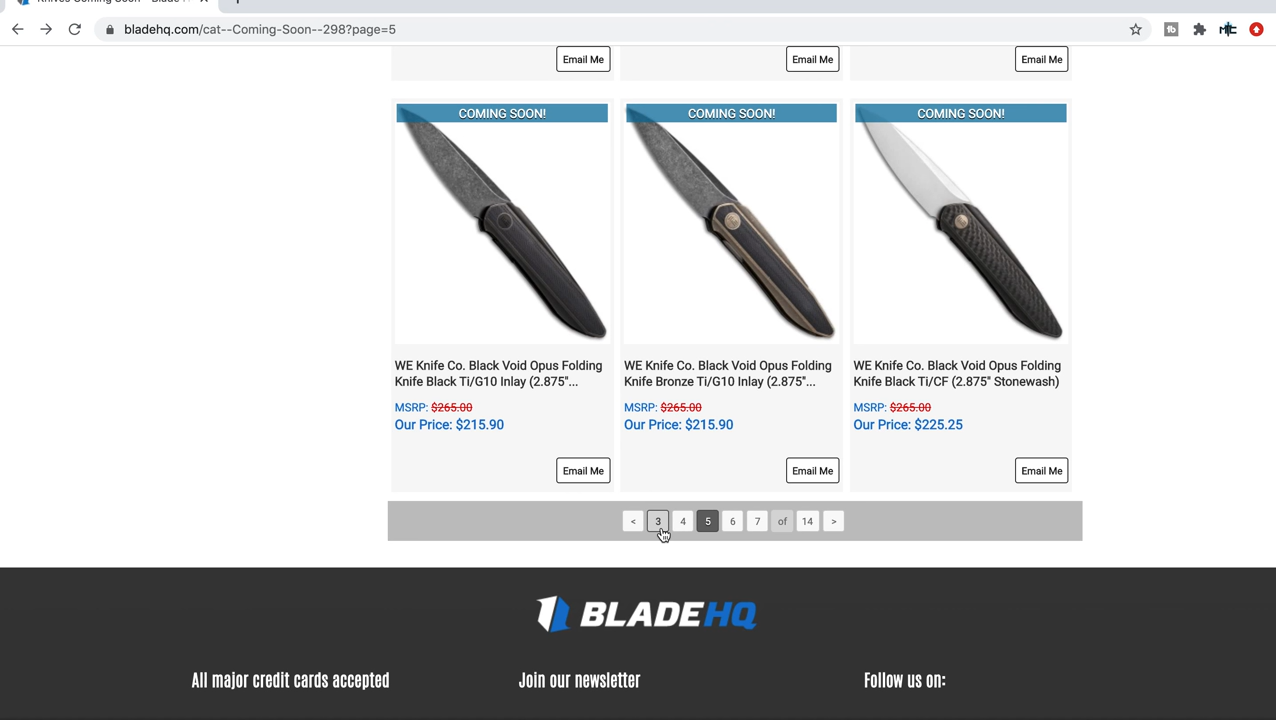 Knives Coming Soon - Blade H
bladehq.com/cat--Coming-Soon--298?page=5
Email Me
Email Me
Email Me
COMING SOON!
COMING SOON!
COMING SOON!
WE Knife Co. Black Void Opus Folding
Knife Black Ti/G10 Inlay (2.875"...
MSRP: $265.00
Our Price: $215.90
Email Me
WE Knife Co. Black Void Opus Folding
Knife Bronze Ti/G10 Inlay (2.875"...
MSRP: $265.00
Our Price: $215.90
Email Me
WE Knife Co. Black Void Opus Folding
Knife Black Ti/CF (2.875" Stonewash)
MSRP: $265.00
Our Price: $225.25
Email Me
< 3 4 5 6 7 of 14 >
BLADEHQ
All major credit cards accepted
Join our newsletter
Follow us on: